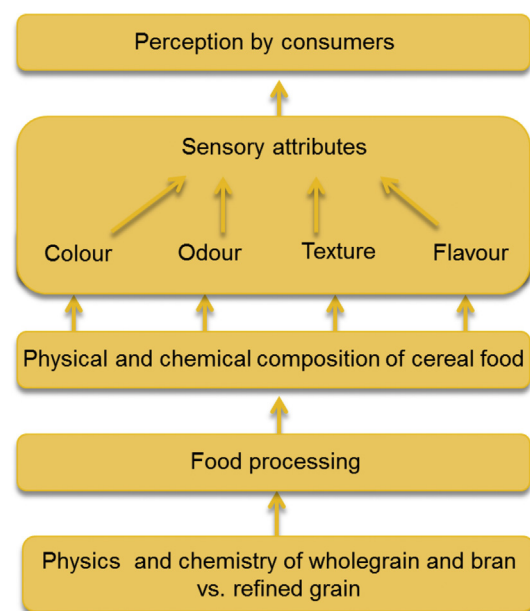 Perception by consumers
Sensory attributes
Colour Odour Texture Flavour
Physical and chemical composition of cereal food
Food processing
Physics and chemistry of wholegrain and bran
vs. refined grain